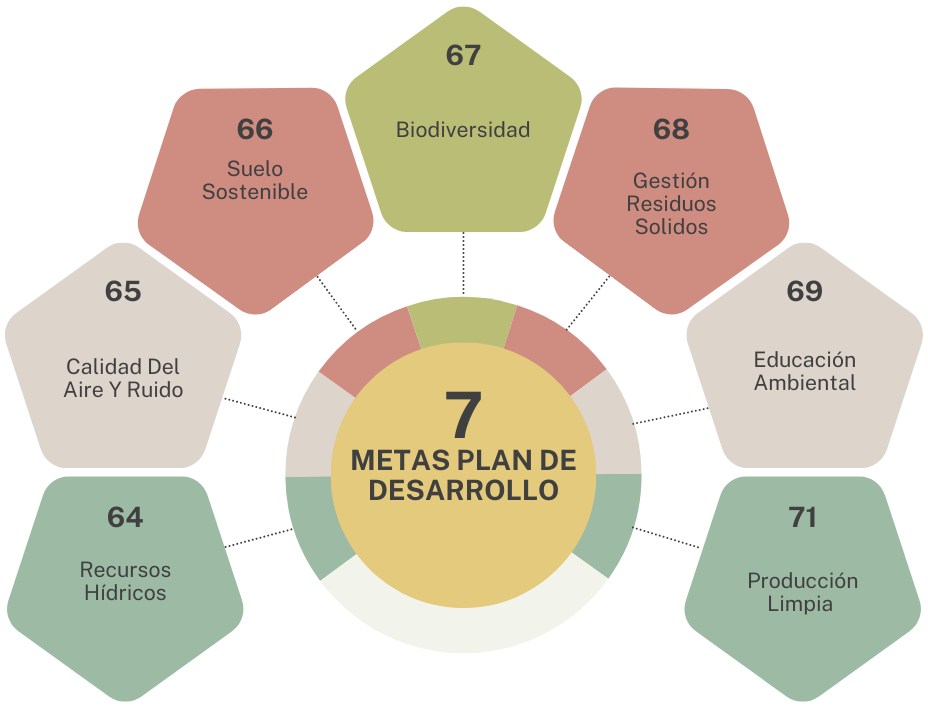 67
Biodiversidad
66
Suelo
Sostenible
68
Gestión
Residuos
Solidos
65
Calidad Del
Aire Y Ruido
69
Educación
Ambiental
7
METAS PLAN DE
DESARROLLO
64
Recursos
Hídricos
71
Producción
Limpia